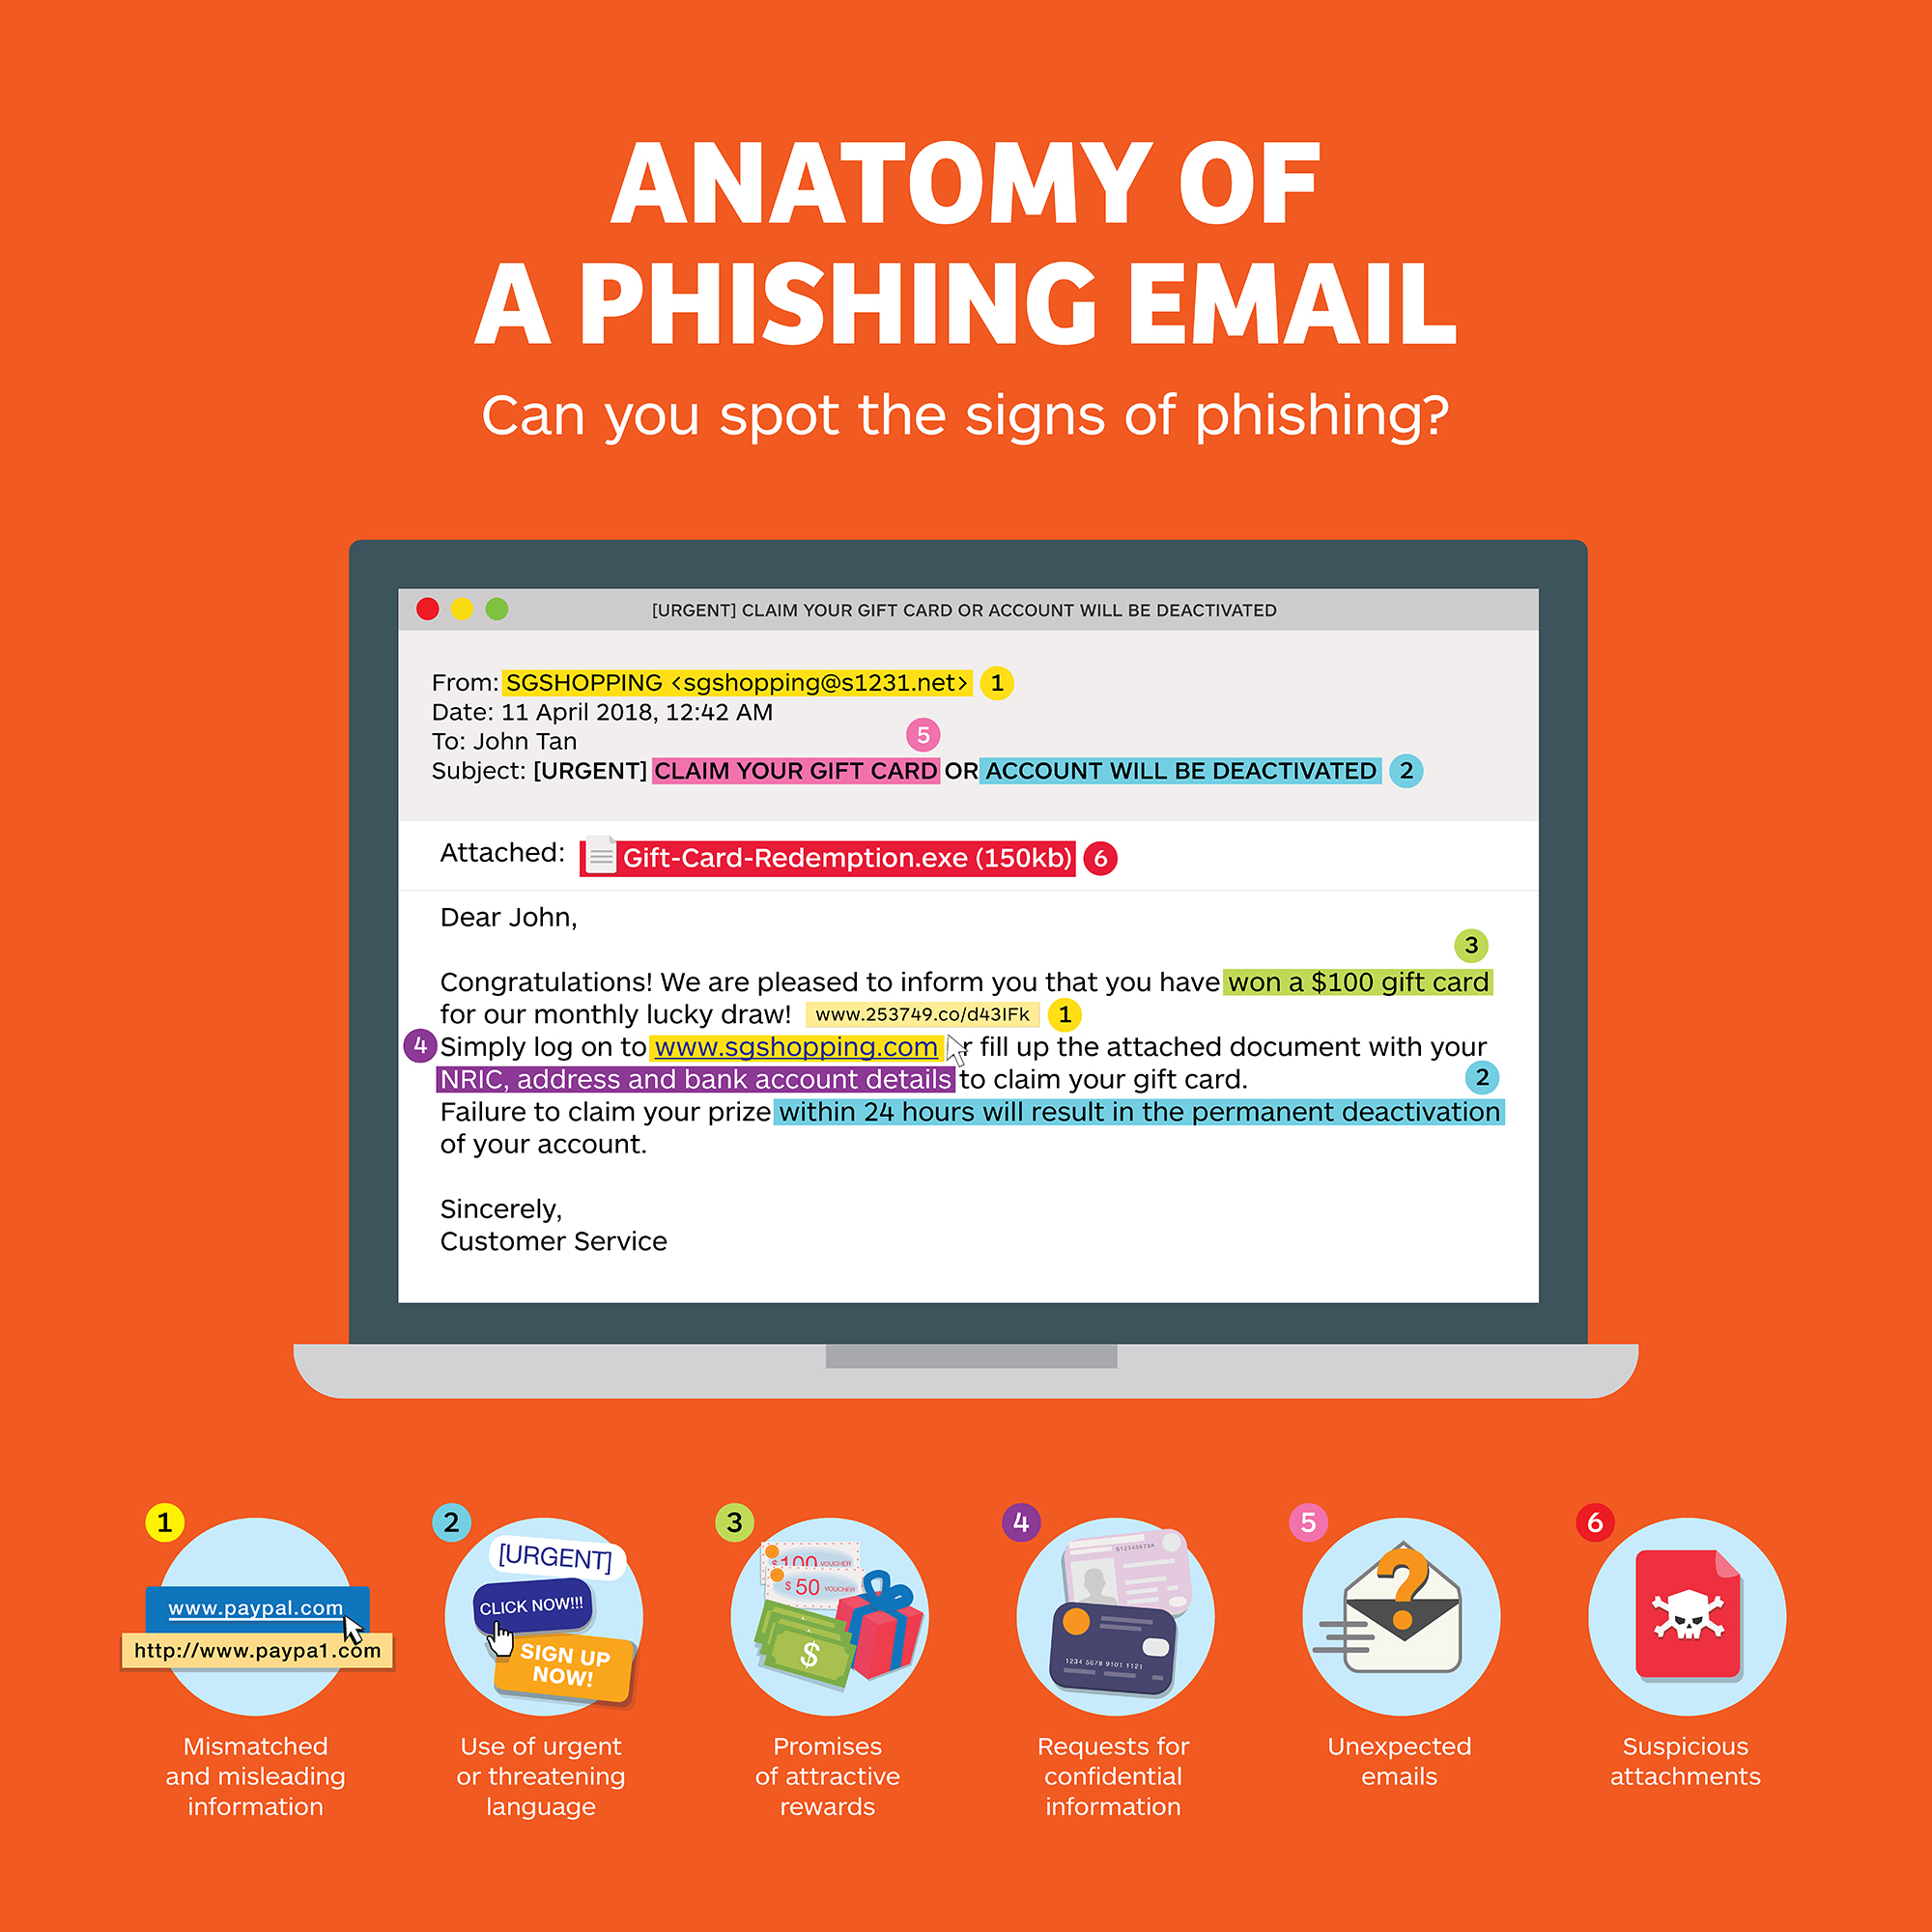 ANATOMY OF
A PHISHING EMAIL
Can you spot the signs of phishing?
[URGENT] CLAIM YOUR GIFT CARD OR ACCOUNT WILL BE DEACTIVATED
From: SGSHOPPING <sgshopping@s1231.net> 1
Date: 11 April 2018, 12:42 AM
To: John Tan
5
Subject: [URGENT] CLAIM YOUR GIFT CARD OR ACCOUNT WILL BE DEACTIVATED 2
Attached: Gift-Card-Redemption.exe (150kb) 6
Dear John,
3
Congratulations! We are pleased to inform you that you have won a $100 gift card
for our monthly lucky draw! www.253749.co/d43IFk 1
4 Simply log on to www.sgshopping.com r fill up the attached document with your
NRIC, address and bank account details to claim your gift card. 2
Failure to claim your prize within 24 hours will result in the permanent deactivation
of your account.
Sincerely,
Customer Service
1
www.paypal.com
http://www.paypa1.com
Mismatched
and misleading
information
2
[URGENT]
CLICK NOW!!!
SIGN UP
NOW!
Use of urgent
or threatening
language
3
$100 VOUCHER
$ 50 VOUCHER
$
Promises
of attractive
rewards
4
S12345679A
1234 5678 9101 1121
Requests for
confidential
information
5
?
Unexpected
emails
6
Suspicious
attachments